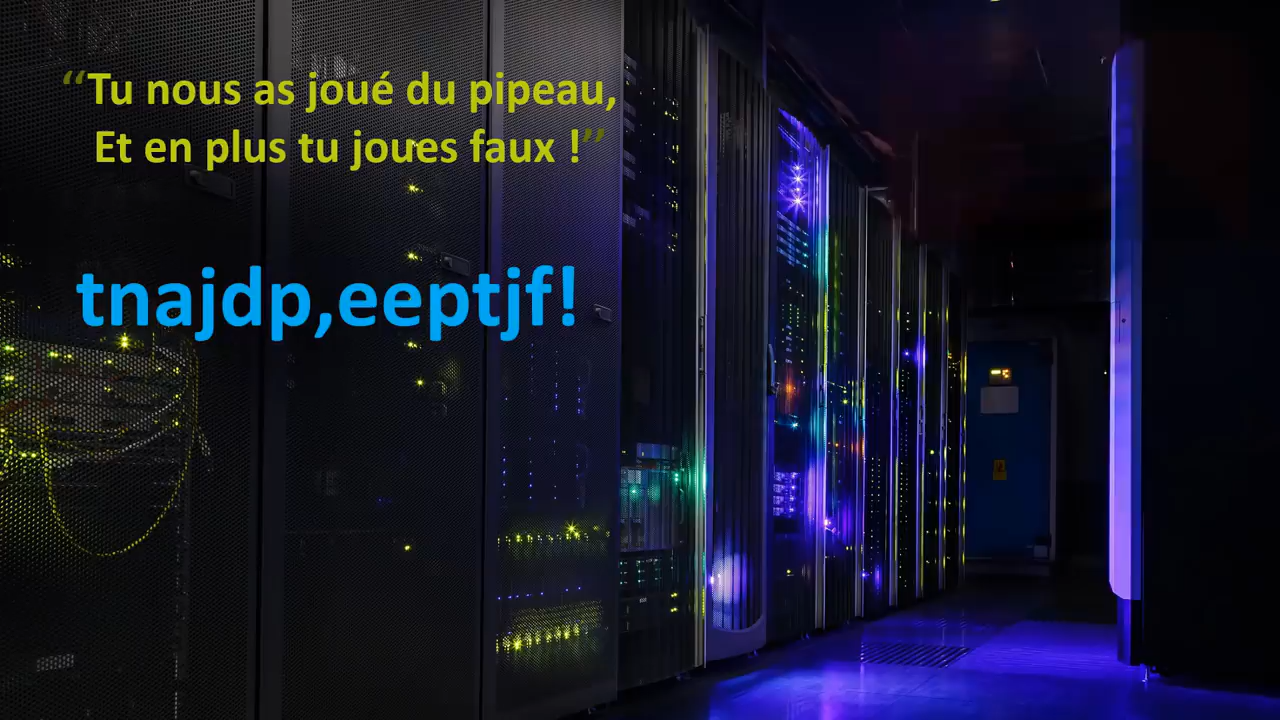 “Tu nous as joué du pipeau,
Et en plus tu joues faux !”
tnajdp,eeptjf!